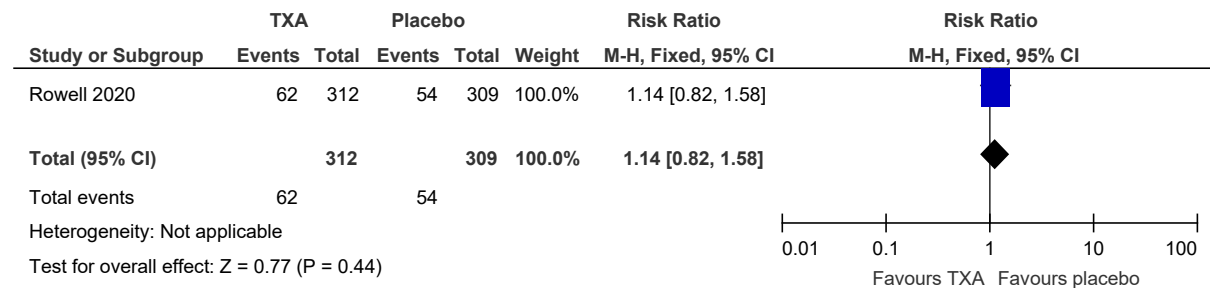 TXA Placebo Risk Ratio Risk Ratio
Study or Subgroup Events Total Events Total Weight M-H, Fixed, 95% CI M-H, Fixed, 95% CI
Rowell 2020 62 312 54 309 100.0% 1.14 [0.82, 1.58]
Total (95% CI) 312 309 100.0% 1.14 [0.82, 1.58]
Total events 62 54
Heterogeneity: Not applicable
Test for overall effect: Z = 0.77 (P = 0.44)
0.01 0.1 1 10 100
Favours TXA Favours placebo